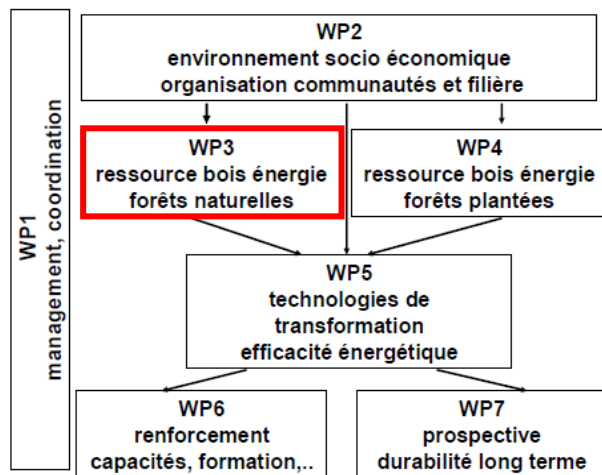 WP1
management, coordination
WP2
environnement socio économique
organisation communautés et filière
WP3
ressource bois énergie
forêts naturelles
WP4
ressource bois énergie
forêts plantées
WP5
technologies de
transformation
efficacité énergétique
WP6
renforcement
capacités, formation,..
WP7
prospective
durabilité long terme